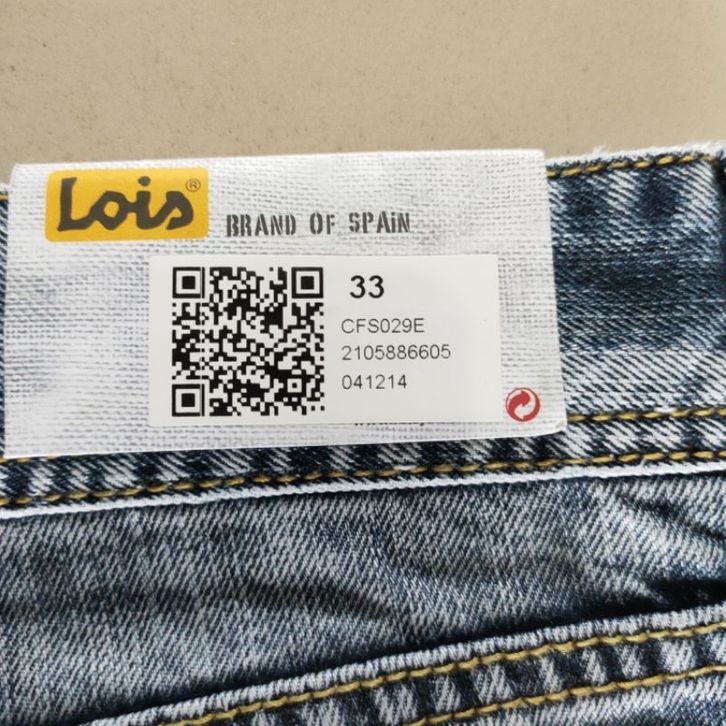 Lois®
BRAND OF SPAIN
33
CFS029E
2105886605
041214